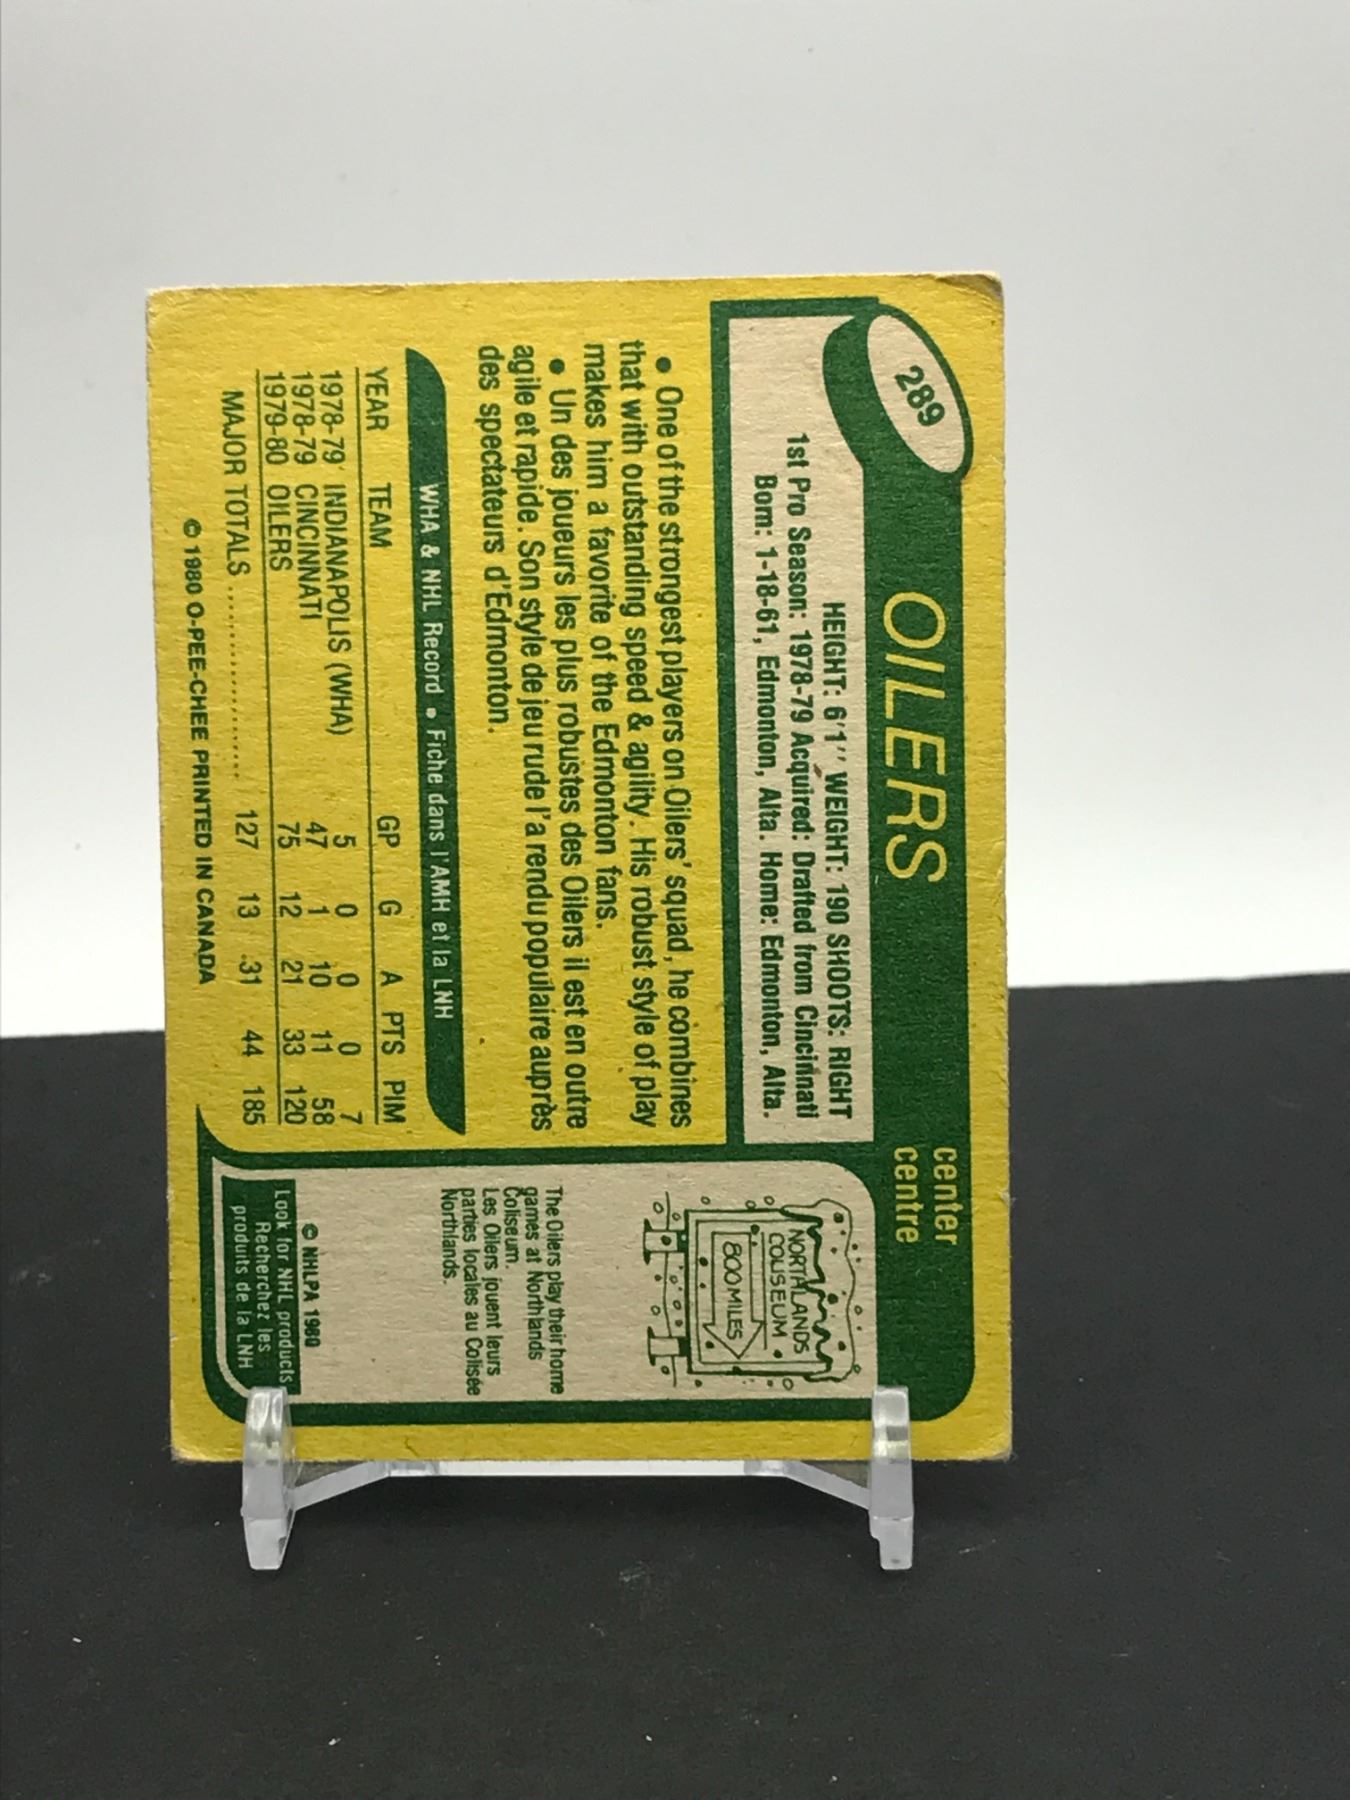 289
OILERS
center
centre
HEIGHT: 6'1'' WEIGHT: 190 SHOOTS: RIGHT
1st Pro Season: 1978-79 Acquired: Drafted from Cincinnati
Born: 1-18-61, Edmonton, Alta. Home: Edmonton, Alta.
• One of the strongest players on Oilers' squad, he combines
that with outstanding speed & agility. His robust style of play
makes him a favorite of the Edmonton fans.
• Un des joueurs les plus robustes des Oilers il est en outre
agile et rapide. Son style de jeu rude l'a rendu populaire auprès
des spectateurs d'Edmonton.
WHA & NHL Record • Fiche dans l'AMH et la LNH
YEAR TEAM GP G A PTS PIM
1978-79 INDIANAPOLIS (WHA) 5 0 0 0 7
1978-79 CINCINNATI 47 1 10 11 58
1979-80 OILERS 75 12 21 33 120
MAJOR TOTALS .................. 127 13 31 44 185
© 1980 O-PEE-CHEE PRINTED IN CANADA
NORTHLANDS
COLISEUM
800 MILES
The Oilers play their home
games at Northlands
Coliseum.
Les Oilers jouent leurs
parties locales au Colisée
Northlands.
© NHLPA 1980
Look for NHL products
Recherchez les
produits de la LNH